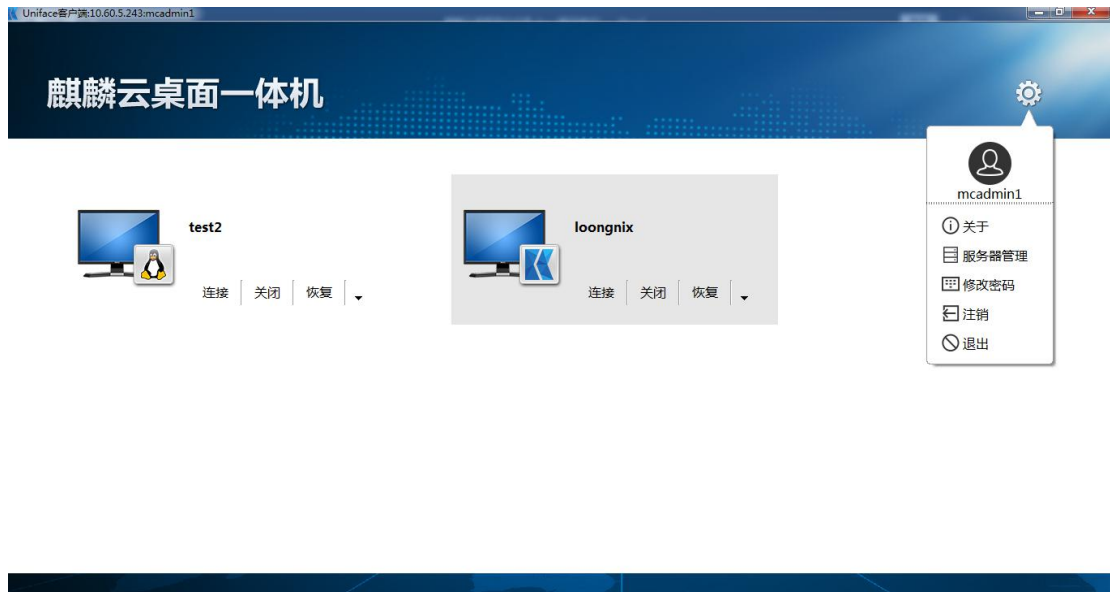 Uniface客户端:10.60.5.243:mcadmin1
麒麟云桌面一体机
mcadmin1
关于
服务器管理
修改密码
注销
退出
test2
连接 关闭 恢复
loongnix
连接 关闭 恢复